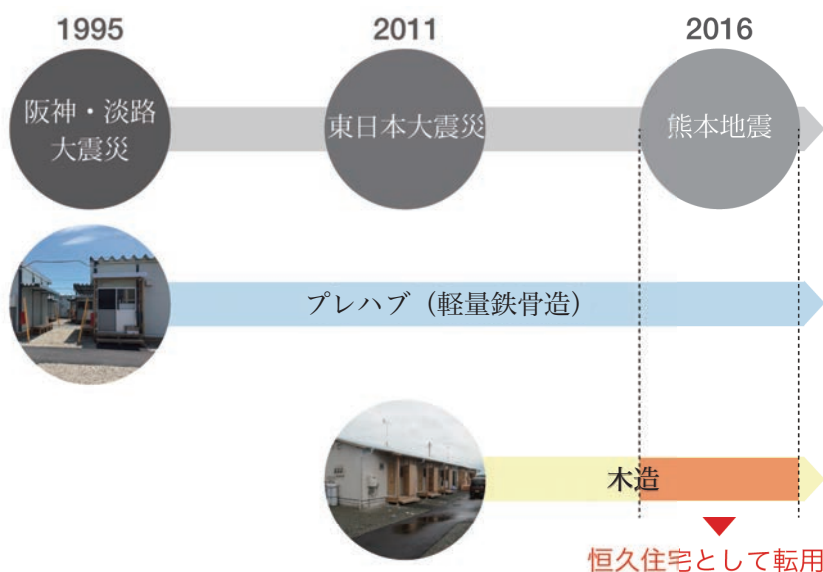 1995
2011
2016
阪神・淡路
大震災
東日本大震災
熊本地震
プレハブ（軽量鉄骨造）
木造
恒久住宅として転用